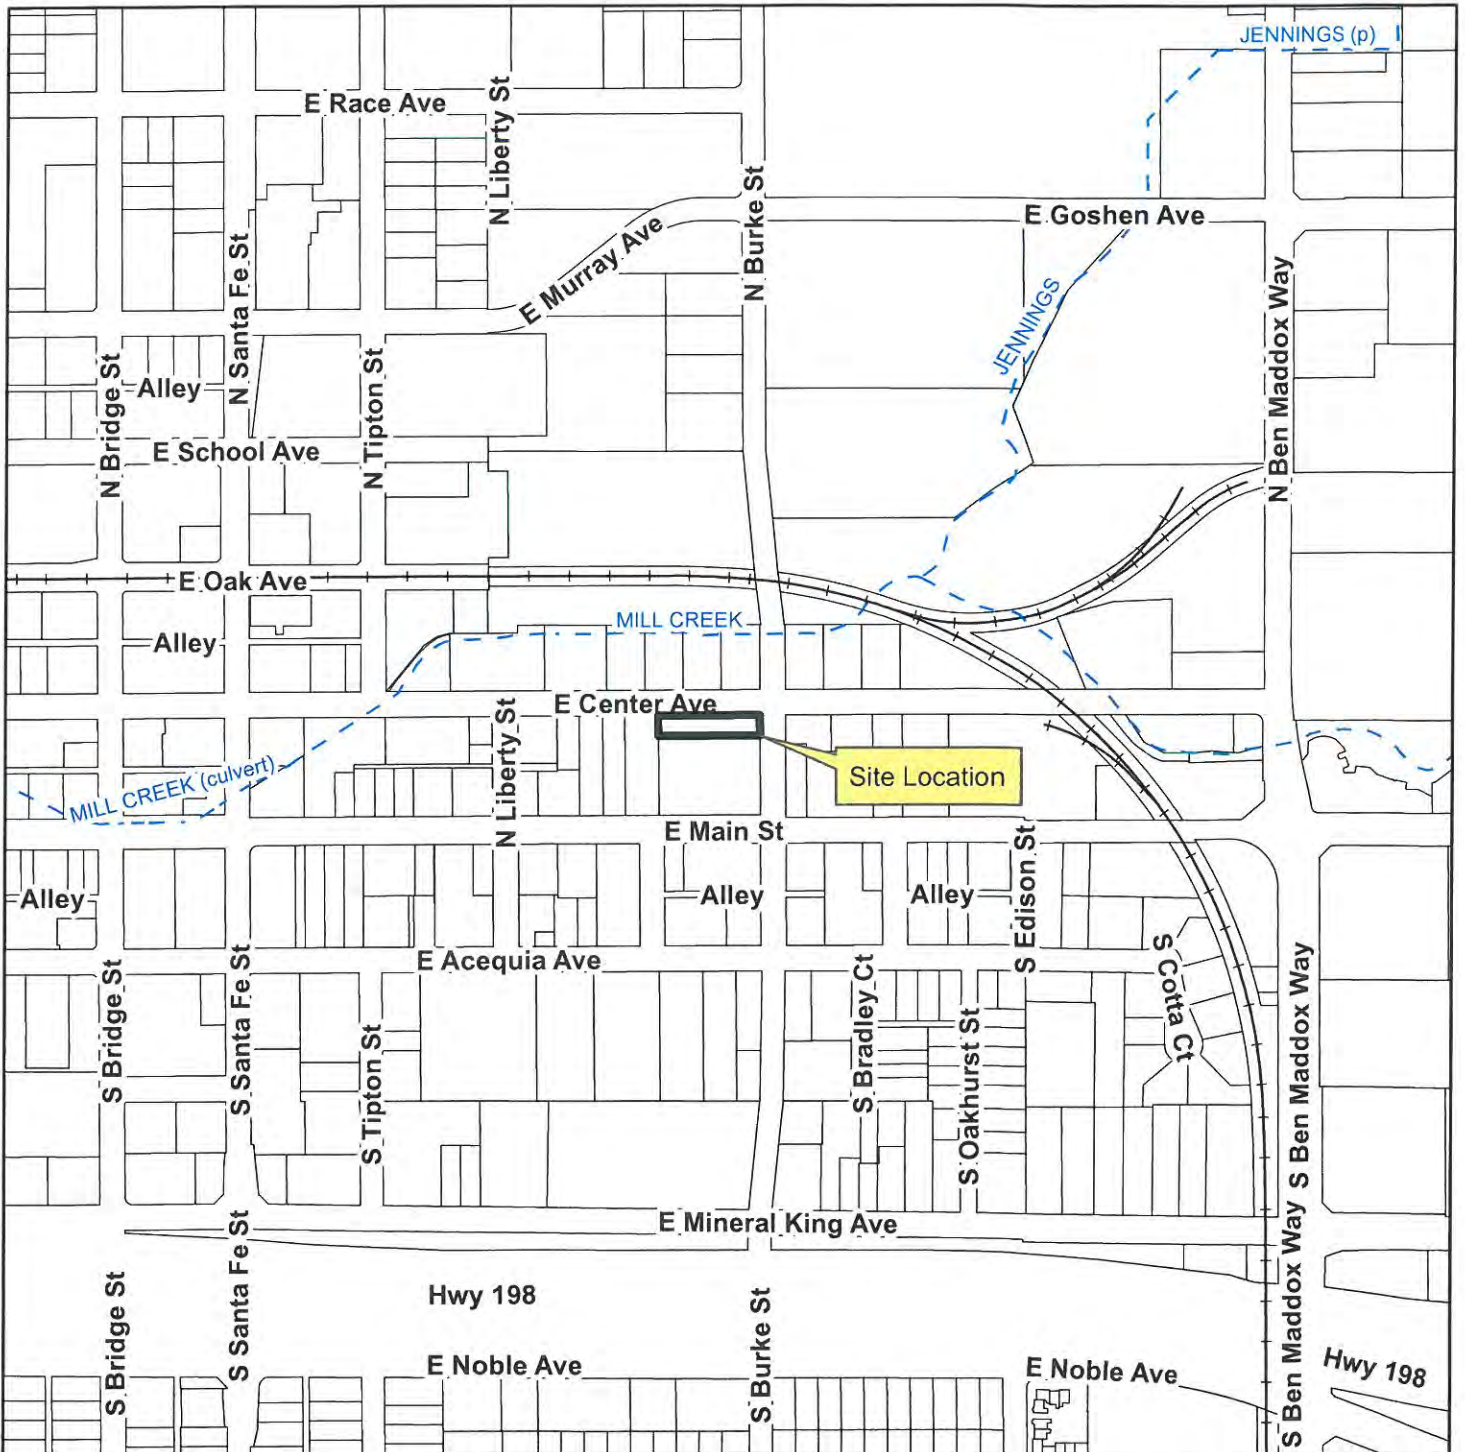 JENNINGS (p)
E Race Ave
N Liberty St
N Burke St
E Goshen Ave
E Murray Ave
N Santa Fe St
N Ben Maddox Way
JENNINGS
N Bridge St
Alley
N Tipton St
E School Ave
E Oak Ave
MILL CREEK
Alley
E Center Ave
N Liberty St
Site Location
MILL CREEK (culvert)
E Main St
Alley
Alley
Alley
S Edison St
E Acequia Ave
S Bridge St
S Santa Fe St
S Bradley Ct
S Cotta Ct
S Ben Maddox Way
S Tipton St
S Oakhurst St
E Mineral King Ave
S Santa Fe St
S Ben Maddox Way
Hwy 198
S Bridge St
S Burke St
E Noble Ave
E Noble Ave
Hwy 198
S Ben Maddox Way